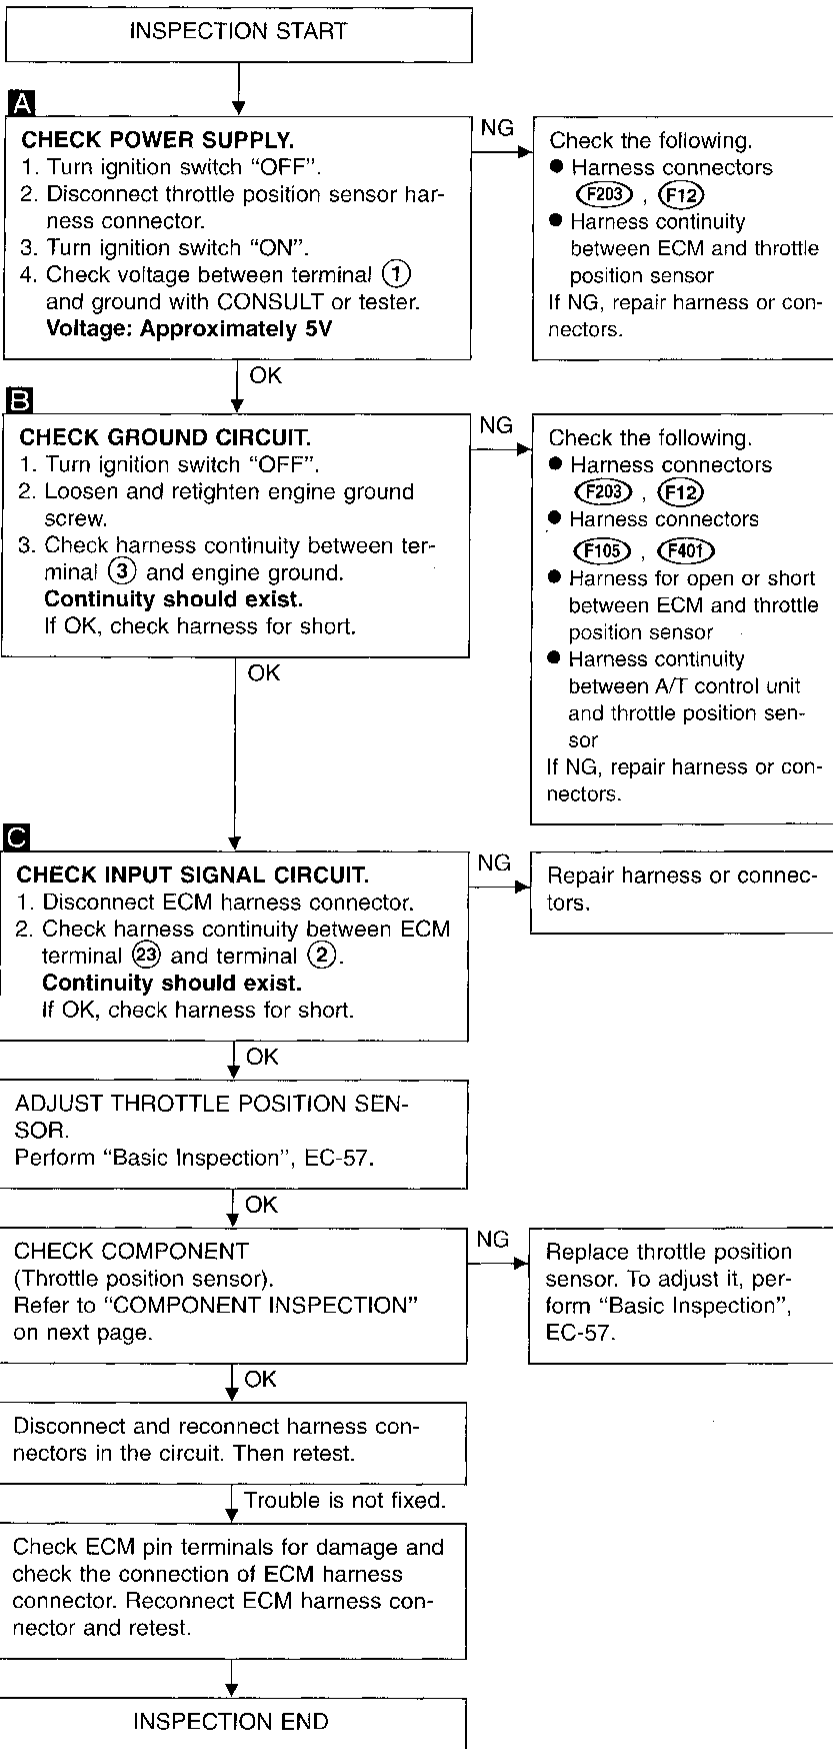 INSPECTION START
A
CHECK POWER SUPPLY.
1. Turn ignition switch “OFF”.
2. Disconnect throttle position sensor har-
ness connector.
3. Turn ignition switch “ON”.
4. Check voltage between terminal ①
and ground with CONSULT or tester.
Voltage: Approximately 5V
NG
Check the following.
● Harness connectors
F203 , F12
● Harness continuity
between ECM and throttle
position sensor
If NG, repair harness or con-
nectors.
OK
B
CHECK GROUND CIRCUIT.
1. Turn ignition switch “OFF”.
2. Loosen and retighten engine ground
screw.
3. Check harness continuity between ter-
minal ③ and engine ground.
Continuity should exist.
If OK, check harness for short.
NG
Check the following.
● Harness connectors
F203 , F12
● Harness connectors
F105 , F401
● Harness for open or short
between ECM and throttle
position sensor
● Harness continuity
between A/T control unit
and throttle position sen-
sor
If NG, repair harness or con-
nectors.
OK
C
CHECK INPUT SIGNAL CIRCUIT.
1. Disconnect ECM harness connector.
2. Check harness continuity between ECM
terminal ㉓ and terminal ②.
Continuity should exist.
If OK, check harness for short.
NG
Repair harness or connec-
tors.
OK
ADJUST THROTTLE POSITION SEN-
SOR.
Perform “Basic Inspection”, EC-57.
OK
CHECK COMPONENT
(Throttle position sensor).
Refer to “COMPONENT INSPECTION”
on next page.
NG
Replace throttle position
sensor. To adjust it, per-
form “Basic Inspection”,
EC-57.
OK
Disconnect and reconnect harness con-
nectors in the circuit. Then retest.
Trouble is not fixed.
Check ECM pin terminals for damage and
check the connection of ECM harness
connector. Reconnect ECM harness con-
nector and retest.
INSPECTION END